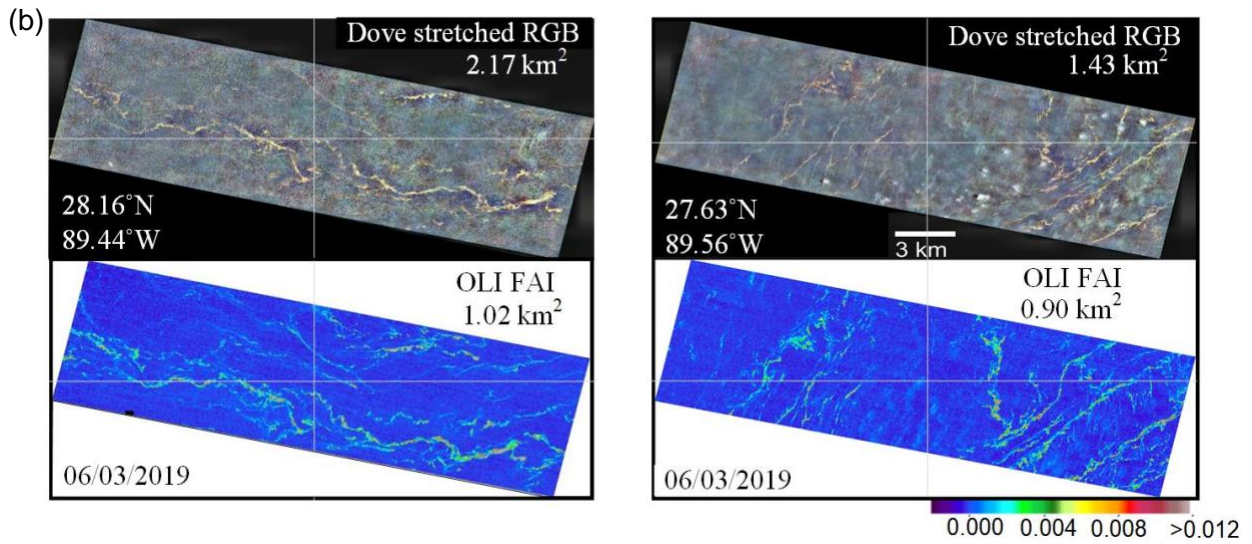 (b)
Dove stretched RGB
2.17 km²
28.16°N
89.44°W
OLI FAI
1.02 km²
06/03/2019
Dove stretched RGB
1.43 km²
27.63°N
89.56°W
3 km
OLI FAI
0.90 km²
06/03/2019
0.000 0.004 0.008 >0.012